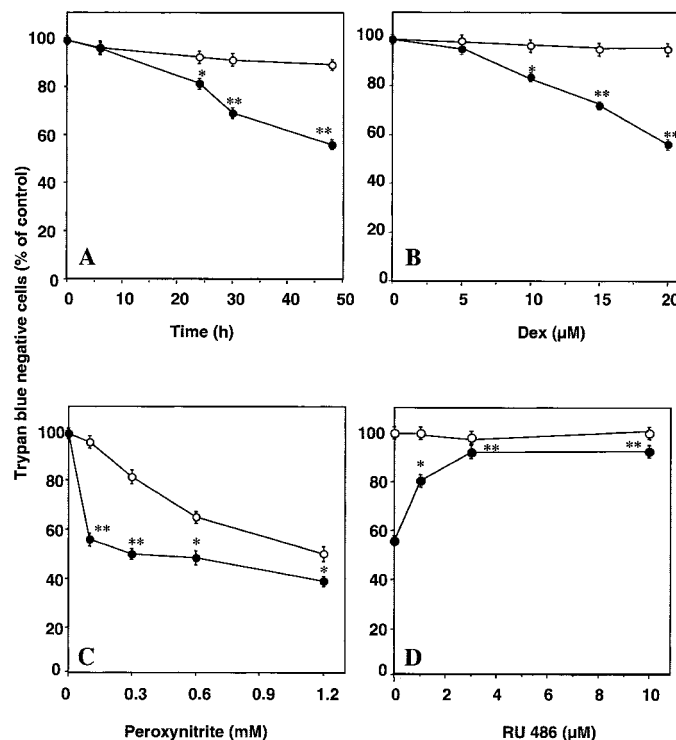 Trypan blue negative cells (% of control)
100
80
60
40
20
0
*
**
**
A
0 10 20 30 40 50
Time (h)
100
80
60
40
20
0
*
**
**
B
0 5 10 15 20
Dex (µM)
100
80
60
40
20
0
**
**
*
*
C
0 0.3 0.6 0.9 1.2
Peroxynitrite (mM)
100
80
60
40
20
0
*
**
**
D
0 2 4 6 8 10
RU 486 (µM)